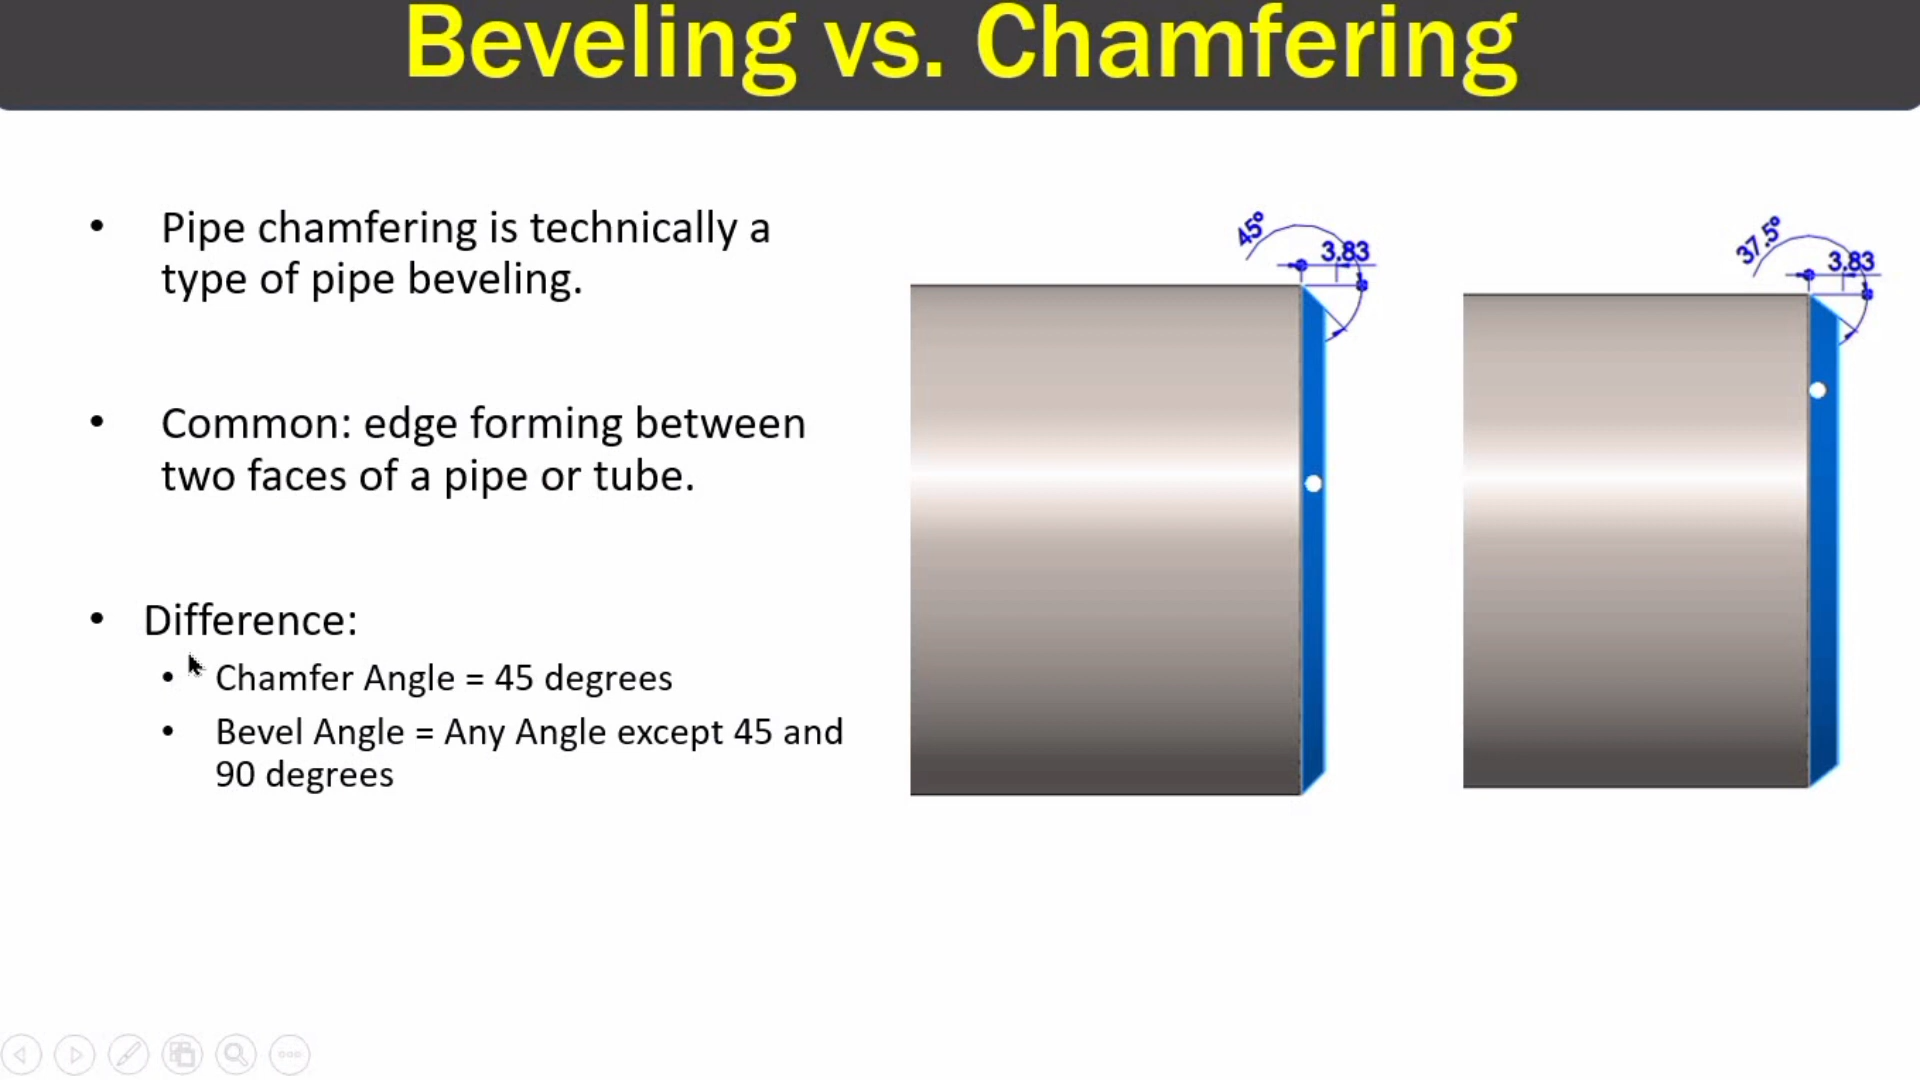 Beveling vs. Chamfering
• Pipe chamfering is technically a
type of pipe beveling.
• Common: edge forming between
two faces of a pipe or tube.
• Difference:
• Chamfer Angle = 45 degrees
• Bevel Angle = Any Angle except 45 and
90 degrees
45°
3.83
37.5°
3.83